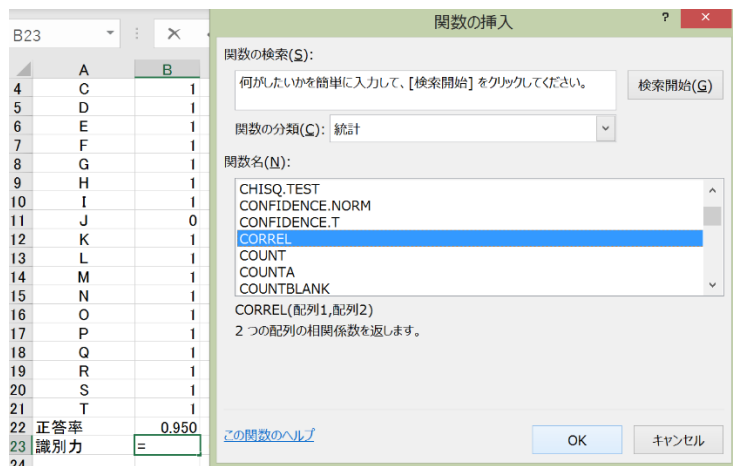 関数の挿入
? ×
B23
関数の検索(S):
何がしたいかを簡単に入力して、[検索開始] をクリックしてください。
検索開始(G)
関数の分類(C): 統計
関数名(N):
CHISQ.TEST
CONFIDENCE.NORM
CONFIDENCE.T
CORREL
COUNT
COUNTA
COUNTBLANK
CORREL(配列1,配列2)
2 つの配列の相関係数を返します。
この関数のヘルプ
OK
キャンセル
A B
4 C 1
5 D 1
6 E 1
7 F 1
8 G 1
9 H 1
10 I 1
11 J 0
12 K 1
13 L 1
14 M 1
15 N 1
16 O 1
17 P 1
18 Q 1
19 R 1
20 S 1
21 T 1
22 正答率 0.950
23 識別力 =
24